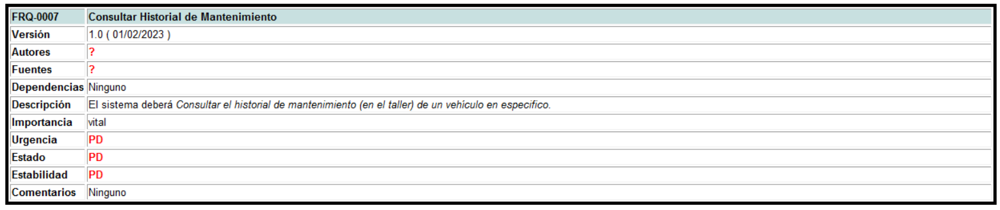 FRQ-0007 Consultar Historial de Mantenimiento
Versión 1.0 ( 01/02/2023 )
Autores ?
Fuentes ?
Dependencias Ninguno
Descripción El sistema deberá Consultar el historial de mantenimiento (en el taller) de un vehículo en especifico.
Importancia vital
Urgencia PD
Estado PD
Estabilidad PD
Comentarios Ninguno